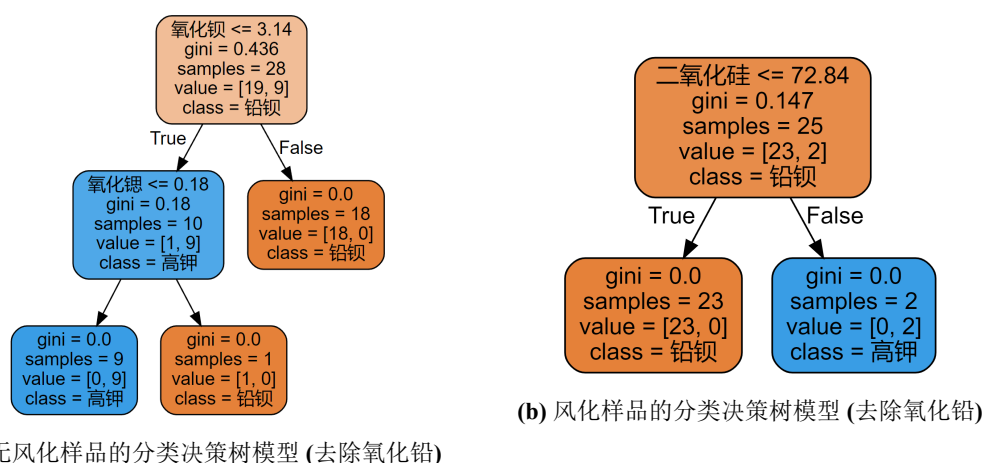 氧化钡 <= 3.14
gini = 0.436
samples = 28
value = [19, 9]
class = 铅钡
True
False
氧化锶 <= 0.18
gini = 0.18
samples = 10
value = [1, 9]
class = 高钾
gini = 0.0
samples = 18
value = [18, 0]
class = 铅钡
gini = 0.0
samples = 9
value = [0, 9]
class = 高钾
gini = 0.0
samples = 1
value = [1, 0]
class = 铅钡
无风化样品的分类决策树模型 (去除氧化铅)
二氧化硅 <= 72.84
gini = 0.147
samples = 25
value = [23, 2]
class = 铅钡
True
False
gini = 0.0
samples = 23
value = [23, 0]
class = 铅钡
gini = 0.0
samples = 2
value = [0, 2]
class = 高钾
(b) 风化样品的分类决策树模型 (去除氧化铅)